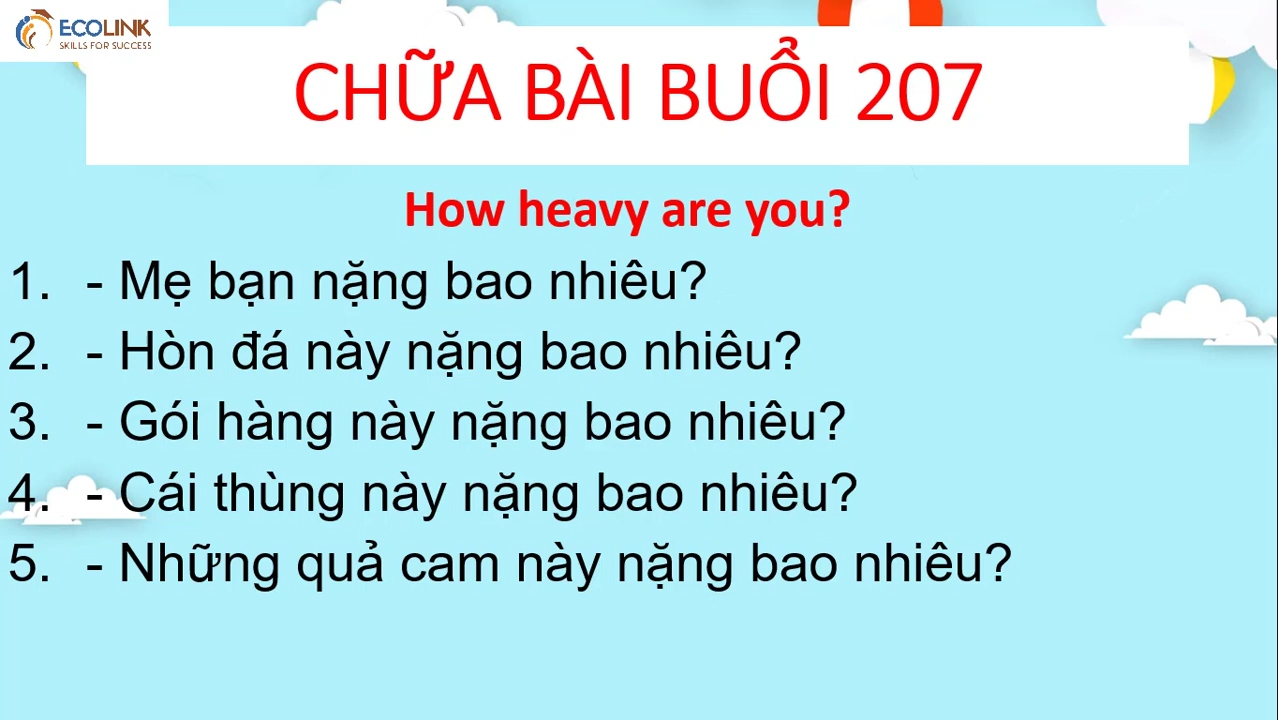 ECOLINK
SKILLS FOR SUCCESS
CHỮA BÀI BUỔI 207
How heavy are you?
1. - Mẹ bạn nặng bao nhiêu?
2. - Hòn đá này nặng bao nhiêu?
3. - Gói hàng này nặng bao nhiêu?
4. - Cái thùng này nặng bao nhiêu?
5. - Những quả cam này nặng bao nhiêu?